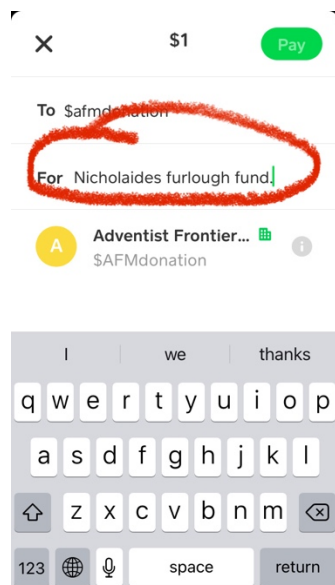 $1
Pay
To $afmdonation
For Nicholaides furlough fund.
A
Adventist Frontier...
$AFMdonation
I we thanks
q w e r t y u i o p
a s d f g h j k l
z x c v b n m
123 space return